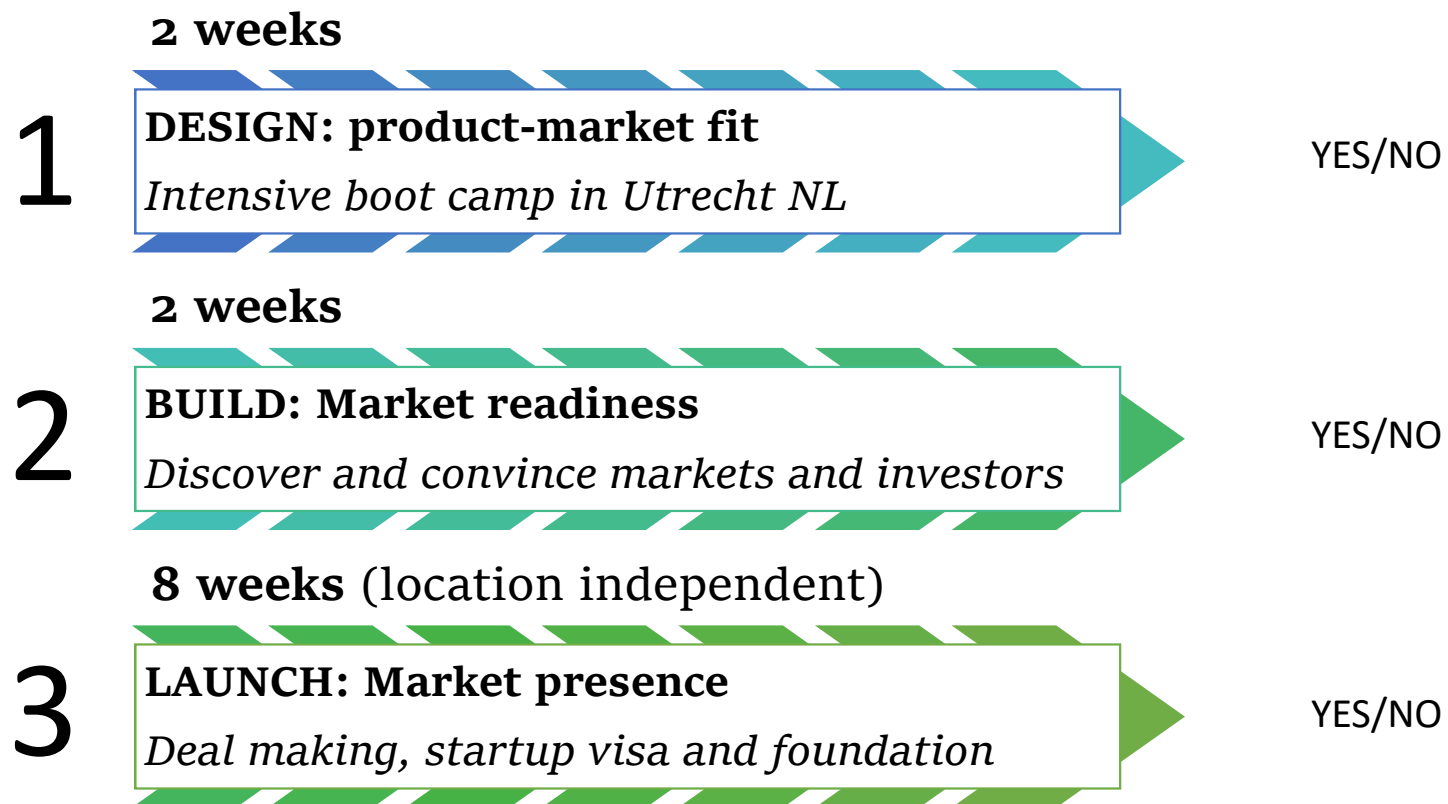 2 weeks
1
DESIGN: product-market fit
Intensive boot camp in Utrecht NL
YES/NO
2 weeks
2
BUILD: Market readiness
Discover and convince markets and investors
YES/NO
8 weeks (location independent)
3
LAUNCH: Market presence
Deal making, startup visa and foundation
YES/NO